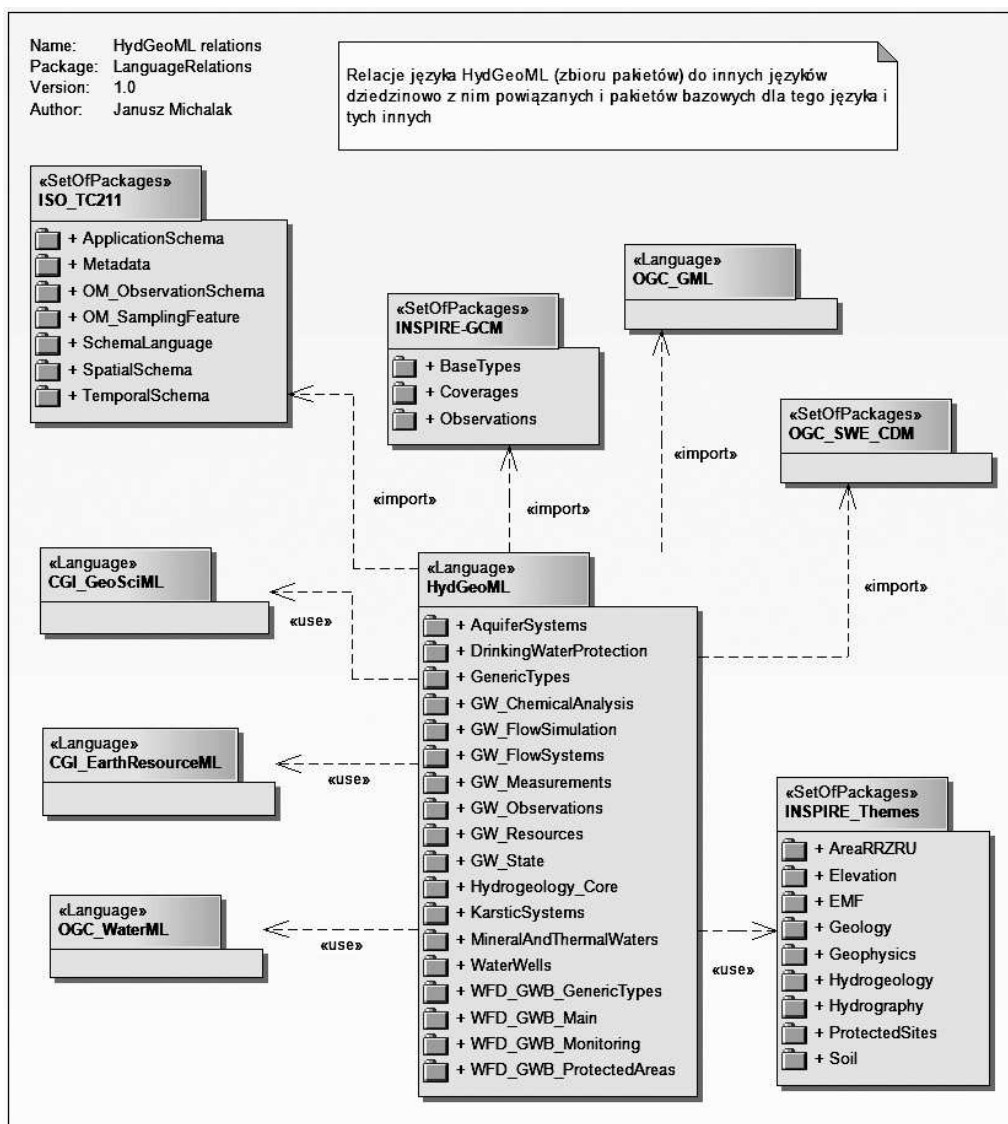 Name: HydGeoML relations
Package: LanguageRelations
Version: 1.0
Author: Janusz Michalak
Relacje języka HydGeoML (zbioru pakietów) do innych języków
dziedzinowo z nim powiązanych i pakietów bazowych dla tego języka i
tych innych
«SetOfPackages»
ISO_TC211
+ ApplicationSchema
+ Metadata
+ OM_ObservationSchema
+ OM_SamplingFeature
+ SchemaLanguage
+ SpatialSchema
+ TemporalSchema
«SetOfPackages»
INSPIRE-GCM
+ BaseTypes
+ Coverages
+ Observations
«Language»
OGC_GML
«SetOfPackages»
OGC_SWE_CDM
«import»
«import»
«import»
«import»
«Language»
CGI_GeoSciML
«use»
«Language»
CGI_EarthResourceML
«use»
«Language»
OGC_WaterML
«use»
«Language»
HydGeoML
+ AquiferSystems
+ DrinkingWaterProtection
+ GenericTypes
+ GW_ChemicalAnalysis
+ GW_FlowSimulation
+ GW_FlowSystems
+ GW_Measurements
+ GW_Observations
+ GW_Resources
+ GW_State
+ Hydrogeology_Core
+ KarsticSystems
+ MineralAndThermalWaters
+ WaterWells
+ WFD_GWB_GenericTypes
+ WFD_GWB_Main
+ WFD_GWB_Monitoring
+ WFD_GWB_ProtectedAreas
«use»
«SetOfPackages»
INSPIRE_Themes
+ AreaRRZRU
+ Elevation
+ EMF
+ Geology
+ Geophysics
+ Hydrogeology
+ Hydrography
+ ProtectedSites
+ Soil